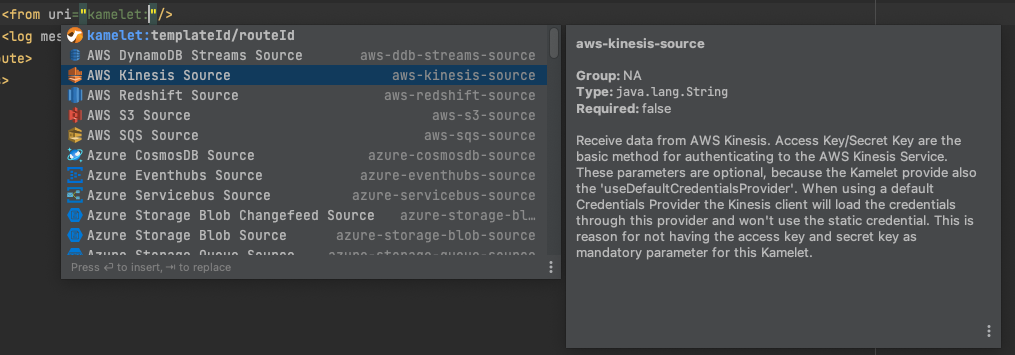 <from uri="kamelet:"/>
<log mes
kamelet:templateId/routeId
oute>
AWS DynamoDB Streams Source aws-ddb-streams-source
>
AWS Kinesis Source aws-kinesis-source
AWS Redshift Source aws-redshift-source
AWS S3 Source aws-s3-source
AWS SQS Source aws-sqs-source
Azure CosmosDB Source azure-cosmosdb-source
Azure Eventhubs Source azure-eventhubs-source
Azure Servicebus Source azure-servicebus-source
Azure Storage Blob Changefeed Source azure-storage-bl…
Azure Storage Blob Source azure-storage-blob-source
Azure Storage Queue Source azure-storage-queue-source
Press ⏎ to insert, ⇥ to replace
aws-kinesis-source
Group: NA
Type: java.lang.String
Required: false
Receive data from AWS Kinesis. Access Key/Secret Key are the
basic method for authenticating to the AWS Kinesis Service.
These parameters are optional, because the Kamelet provide also
the 'useDefaultCredentialsProvider'. When using a default
Credentials Provider the Kinesis client will load the credentials
through this provider and won't use the static credential. This is
reason for not having the access key and secret key as
mandatory parameter for this Kamelet.